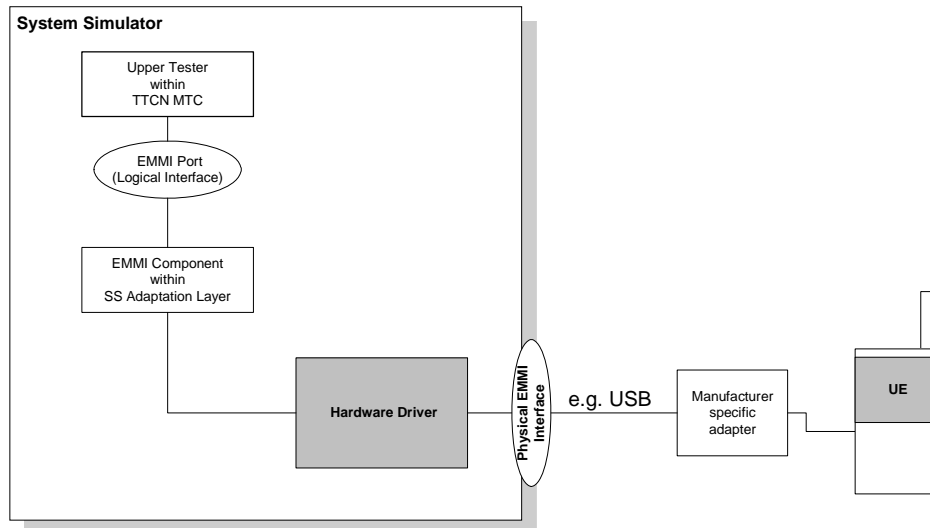 System Simulator
Upper Tester
within
TTCN MTC
EMMI Port
(Logical Interface)
EMMI Component
within
SS Adaptation Layer
Hardware Driver
Physical EMMI
Interface
e.g. USB
Manufacturer
specific
adapter
UE